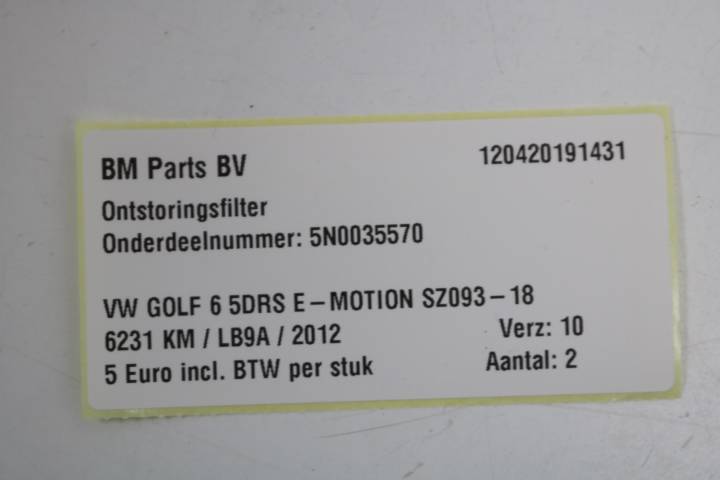 BM Parts BV 120420191431
Ontstoringsfilter
Onderdeelnummer: 5N0035570
VW GOLF 6 5DRS E-MOTION SZ093-18
6231 KM / LB9A / 2012 Verz: 10
5 Euro incl. BTW per stuk Aantal: 2